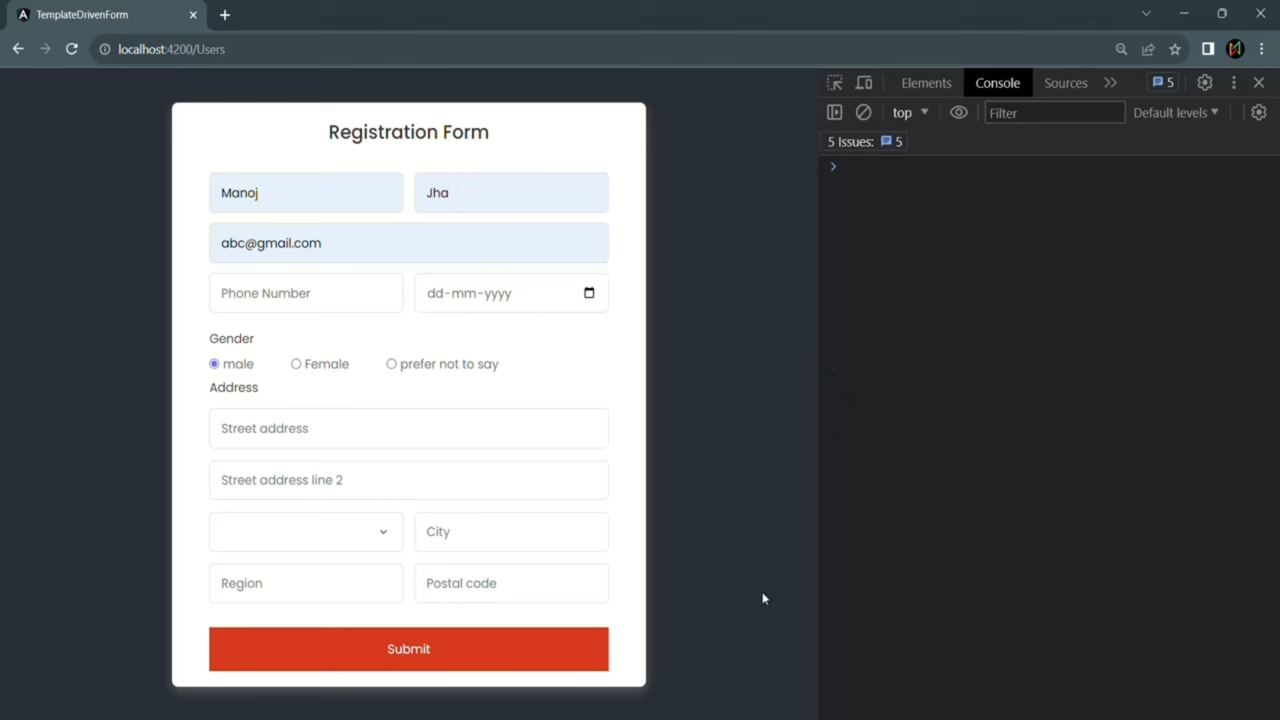 TemplateDrivenForm
localhost:4200/Users
Elements Console Sources 5
top Filter Default levels
5 Issues: 5
Registration Form
Manoj Jha
abc@gmail.com
Phone Number dd-mm-yyyy
Gender
male Female prefer not to say
Address
Street address
Street address line 2
City
Region Postal code
Submit